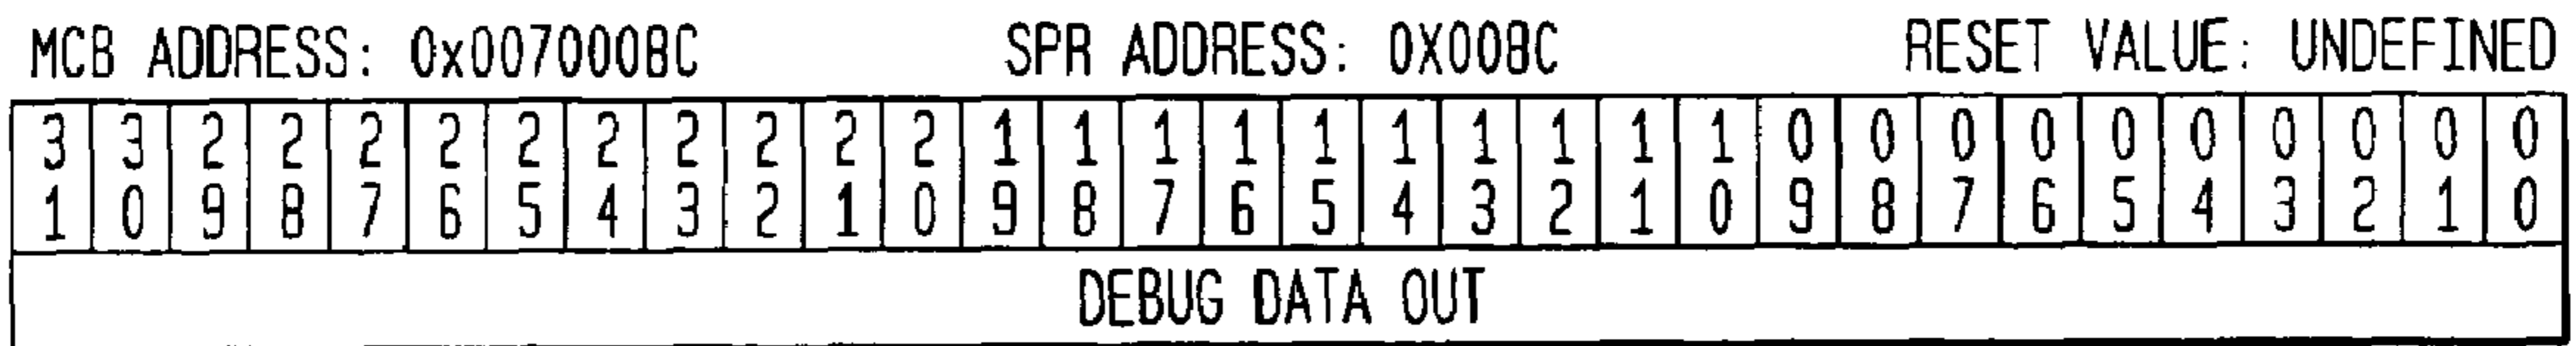 MCB ADDRESS: 0x0070008C SPR ADDRESS: 0X008C RESET VALUE: UNDEFINED
3 3 2 2 2 2 2 2 2 2 2 2 1 1 1 1 1 1 1 1 1 1 0 0 0 0 0 0 0 0 0 0
1 0 9 8 7 6 5 4 3 2 1 0 9 8 7 6 5 4 3 2 1 0 9 8 7 6 5 4 3 2 1 0
DEBUG DATA OUT